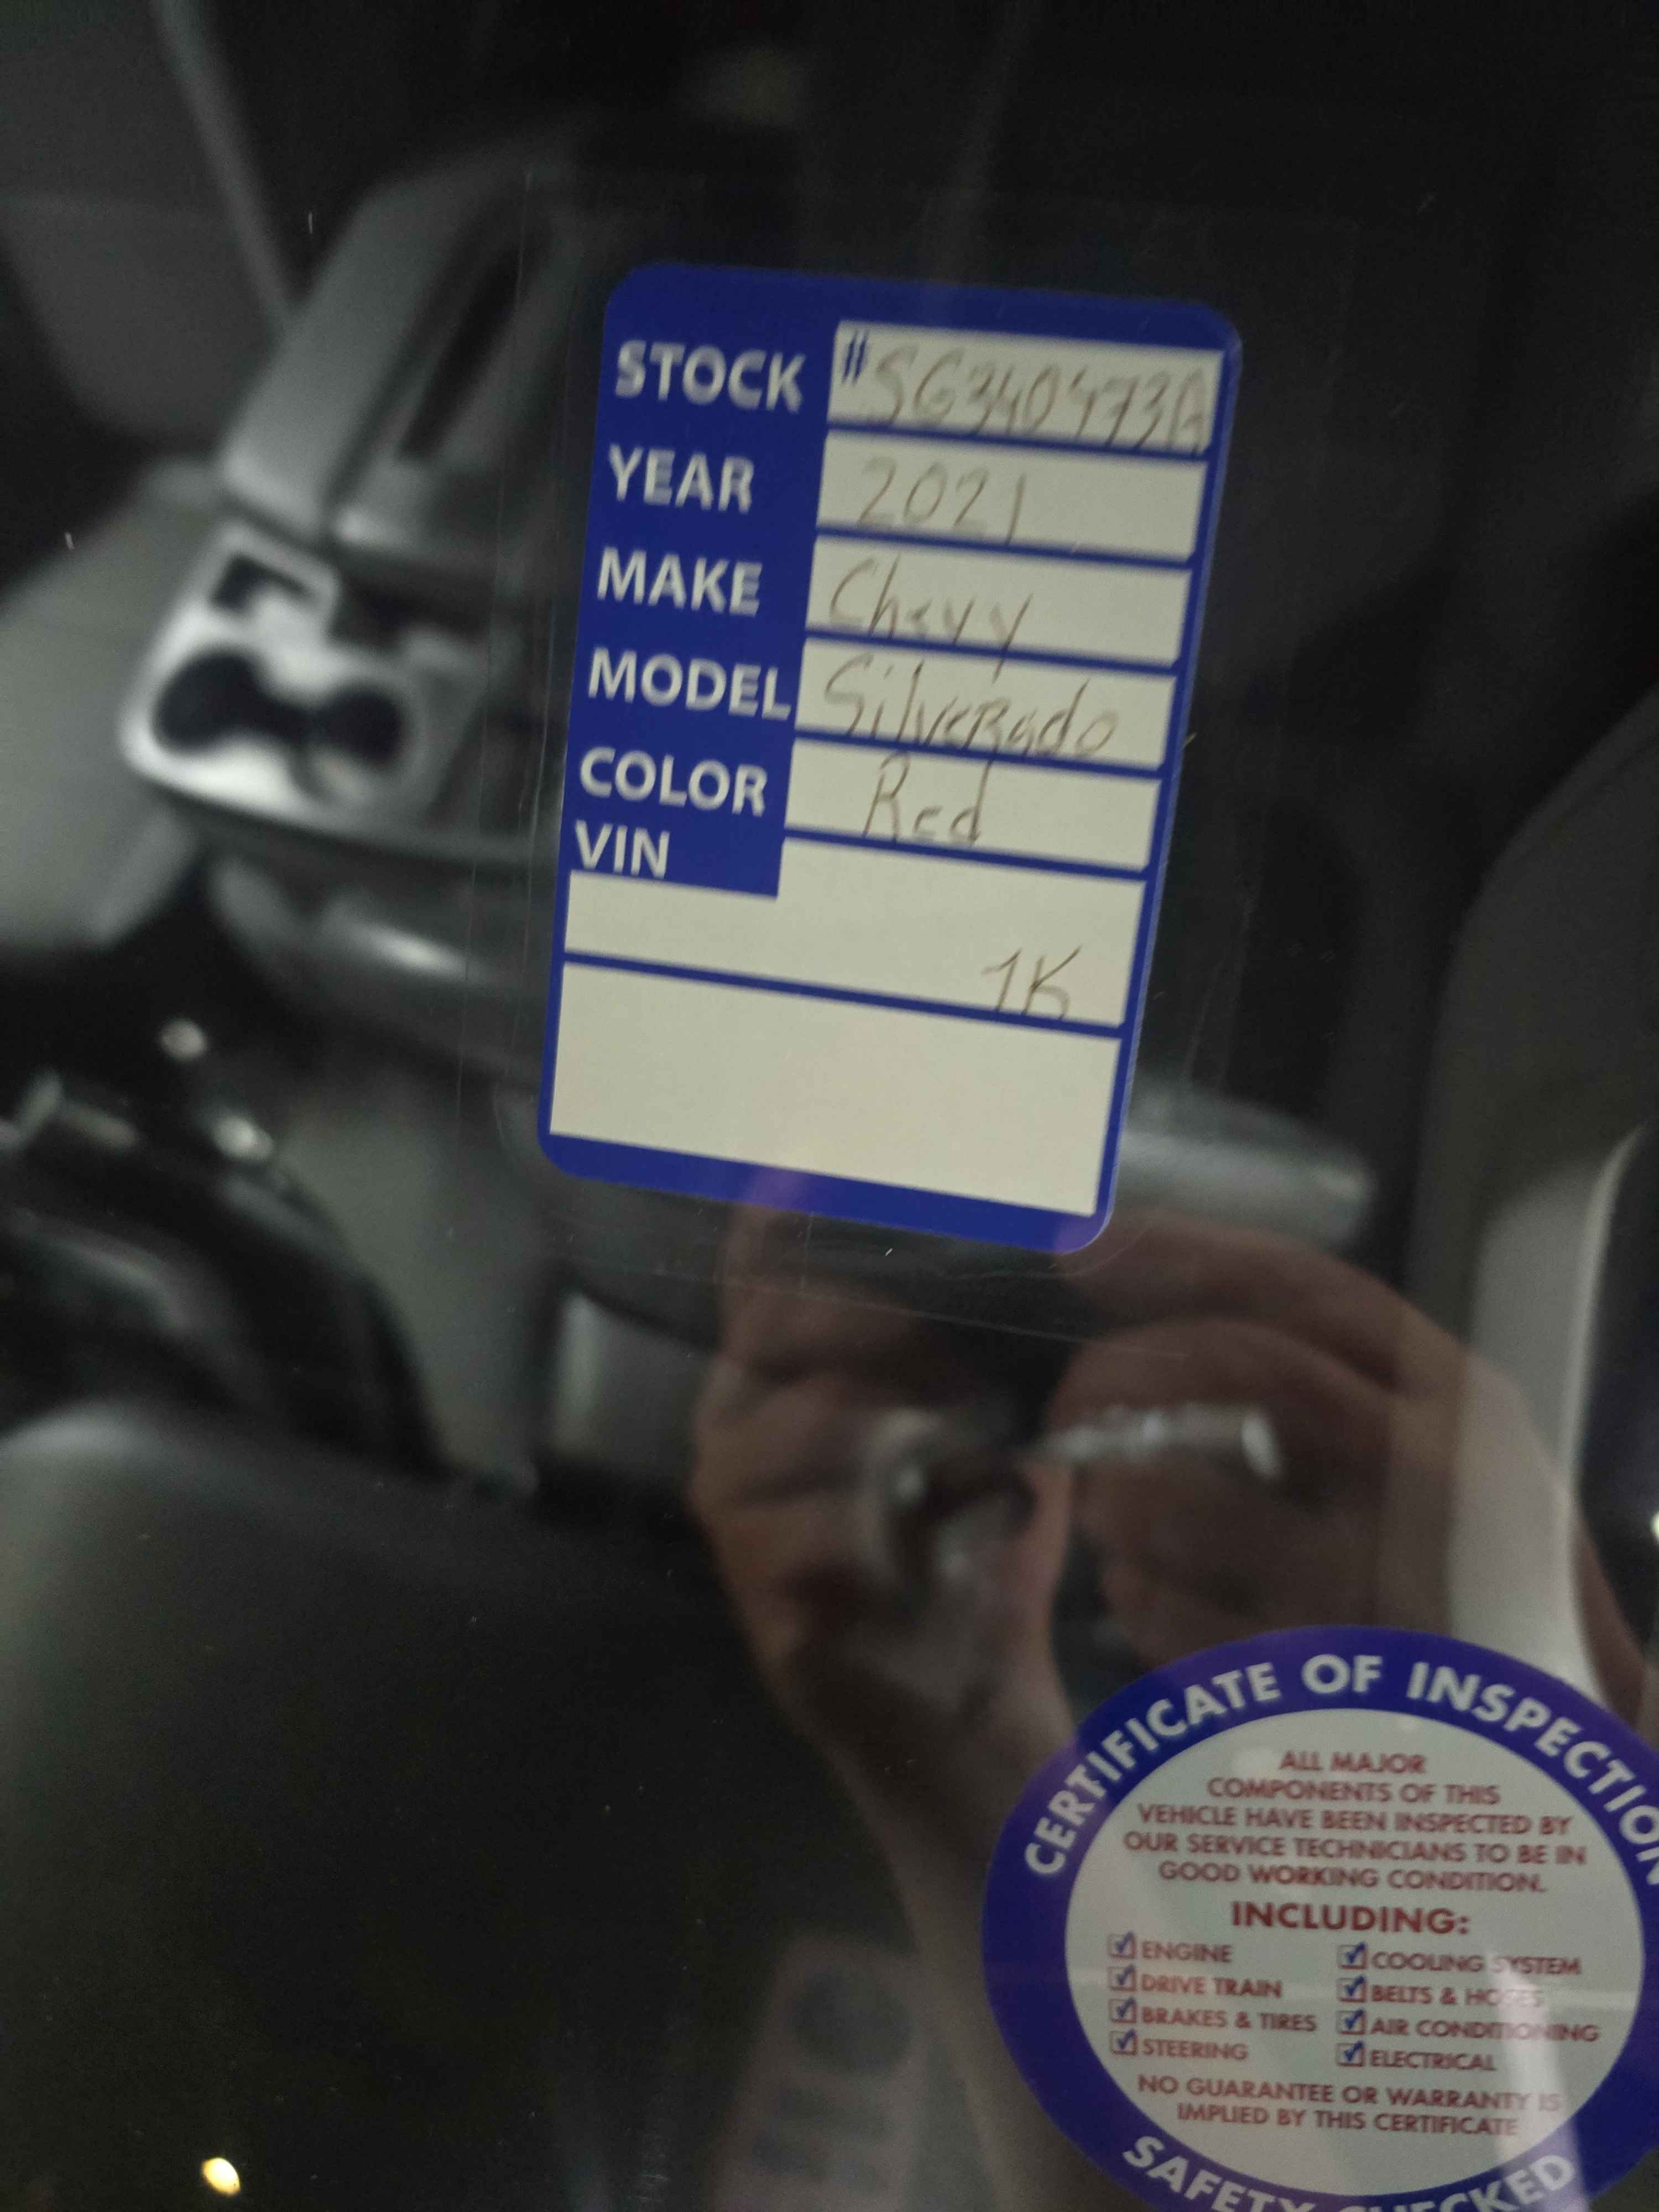 STOCK #SG340473A
YEAR 2021
MAKE Chevy
MODEL Silverado
COLOR Red
VIN
1K
CERTIFICATE OF INSPECTION
ALL MAJOR
COMPONENTS OF THIS
VEHICLE HAVE BEEN INSPECTED BY
OUR SERVICE TECHNICIANS TO BE IN
GOOD WORKING CONDITION.
INCLUDING:
ENGINE COOLING SYSTEM
DRIVE TRAIN BELTS & HOSES
BRAKES & TIRES AIR CONDITIONING
STEERING ELECTRICAL
NO GUARANTEE OR WARRANTY IS
IMPLIED BY THIS CERTIFICATE
SAFETY CHECKED